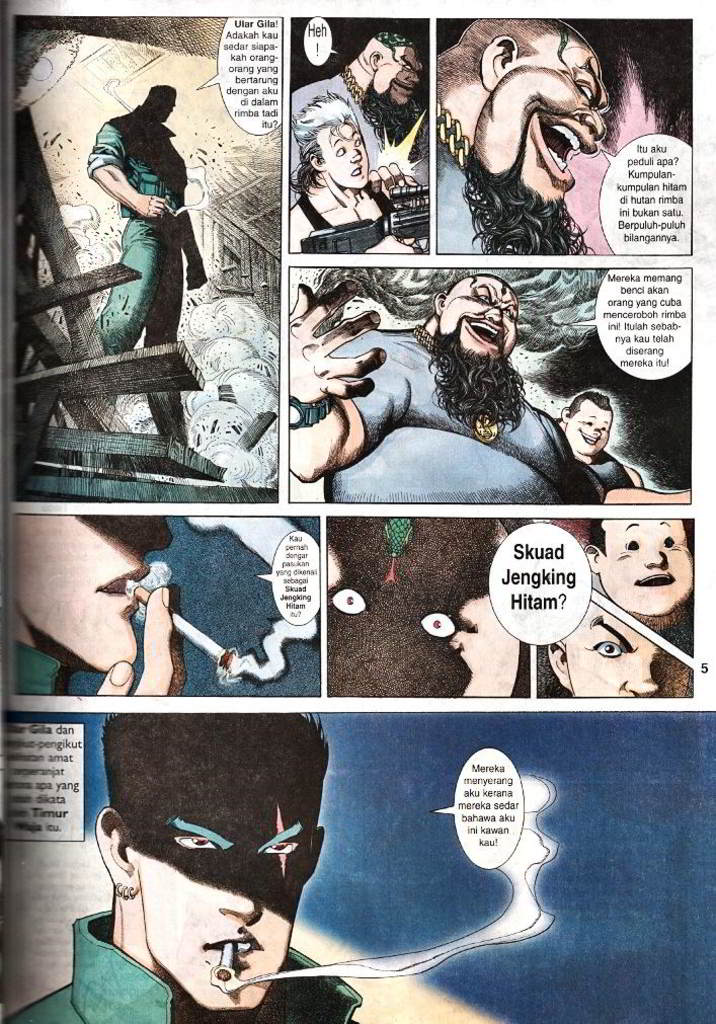 Ular Gila!
Adakah kau
sedar siapa-
kah orang-
orang yang
bertarung
dengan aku
di dalam
rimba tadi
itu?
Heh
!
Itu aku
peduli apa?
Kumpulan-
kumpulan hitam
di hutan rimba
ini bukan satu.
Berpuluh-puluh
bilangannya.
Mereka memang
benci akan
orang yang cuba
menceroboh rimba
ini! Itulah sebab-
nya kau telah
diserang
mereka itu!
Kau
pernah
dengar
pasukan
yang dikenali
sebagai
Skuad
Jengking
Hitam
itu?
Skuad
Jengking
Hitam?
5
Gila dan
-pengikut
amat
apa yang
dikata
Timur
itu.
Mereka
menyerang
aku kerana
mereka sedar
bahawa aku
ini kawan
kau!